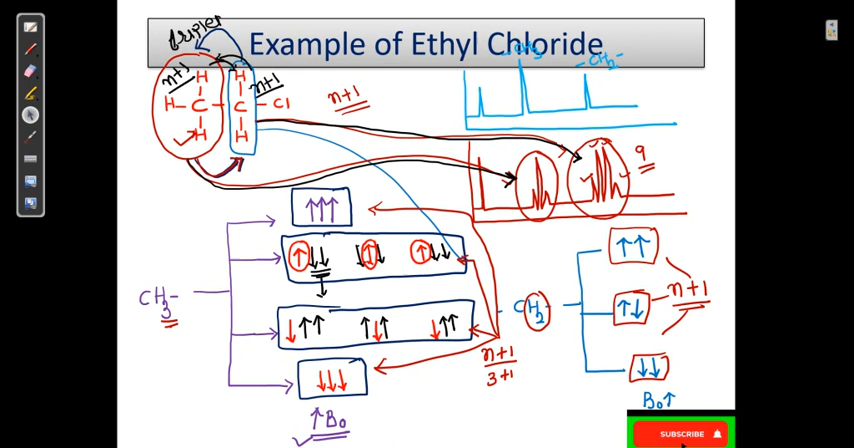 Example of Ethyl Chloride
triplet
n+1
n+1
H H
H-C-C-Cl
H H
n+1
-CH3
-CH2-
q
↑↑↑
↑↓↓ ↓↑↓ ↑↓↓
CH3-
↓↑↑ ↑↓↑ ↓↑↑
↓↓↓
↑B0
n+1
3+1
-CH2-
↑↑
↑↓
↓↓
n+1
B0↑
SUBSCRIBE